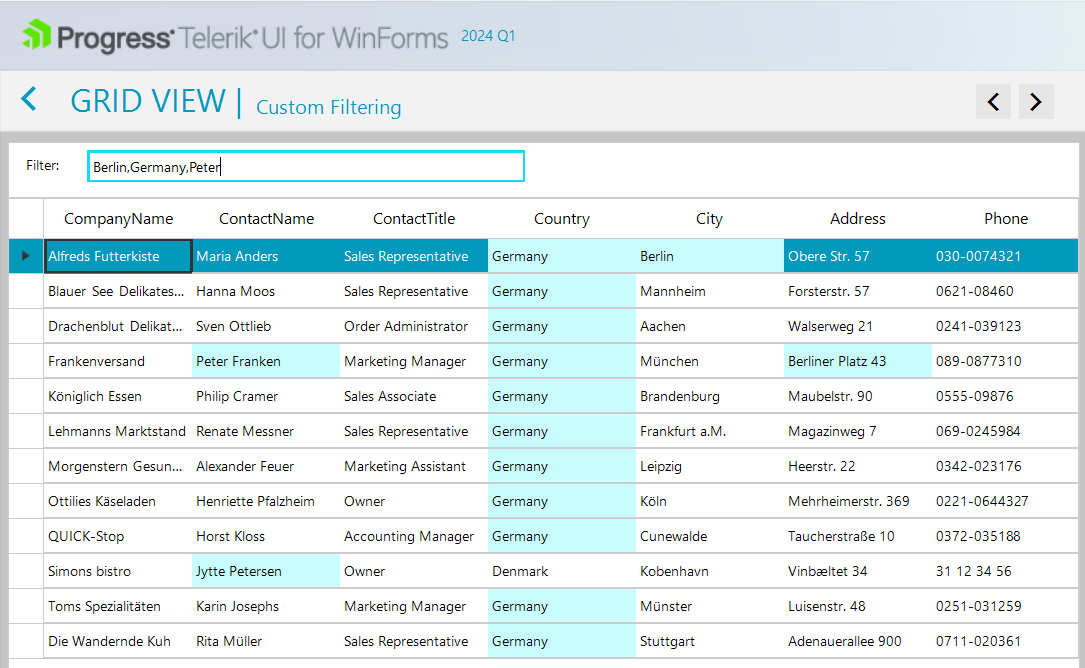 Progress Telerik UI for WinForms 2024 Q1
GRID VIEW | Custom Filtering
Filter: Berlin,Germany,Peter
CompanyName ContactName ContactTitle Country City Address Phone
Alfreds Futterkiste Maria Anders Sales Representative Germany Berlin Obere Str. 57 030-0074321
Blauer See Delikates... Hanna Moos Sales Representative Germany Mannheim Forsterstr. 57 0621-08460
Drachenblut Delikat... Sven Ottlieb Order Administrator Germany Aachen Walserweg 21 0241-039123
Frankenversand Peter Franken Marketing Manager Germany München Berliner Platz 43 089-0877310
Königlich Essen Philip Cramer Sales Associate Germany Brandenburg Maubelstr. 90 0555-09876
Lehmanns Marktstand Renate Messner Sales Representative Germany Frankfurt a.M. Magazinweg 7 069-0245984
Morgenstern Gesun... Alexander Feuer Marketing Assistant Germany Leipzig Heerstr. 22 0342-023176
Ottilies Käseladen Henriette Pfalzheim Owner Germany Köln Mehrheimerstr. 369 0221-0644327
QUICK-Stop Horst Kloss Accounting Manager Germany Cunewalde Taucherstraße 10 0372-035188
Simons bistro Jytte Petersen Owner Denmark Kobenhavn Vinbæltet 34 31 12 34 56
Toms Spezialitäten Karin Josephs Marketing Manager Germany Münster Luisenstr. 48 0251-031259
Die Wandernde Kuh Rita Müller Sales Representative Germany Stuttgart Adenauerallee 900 0711-020361